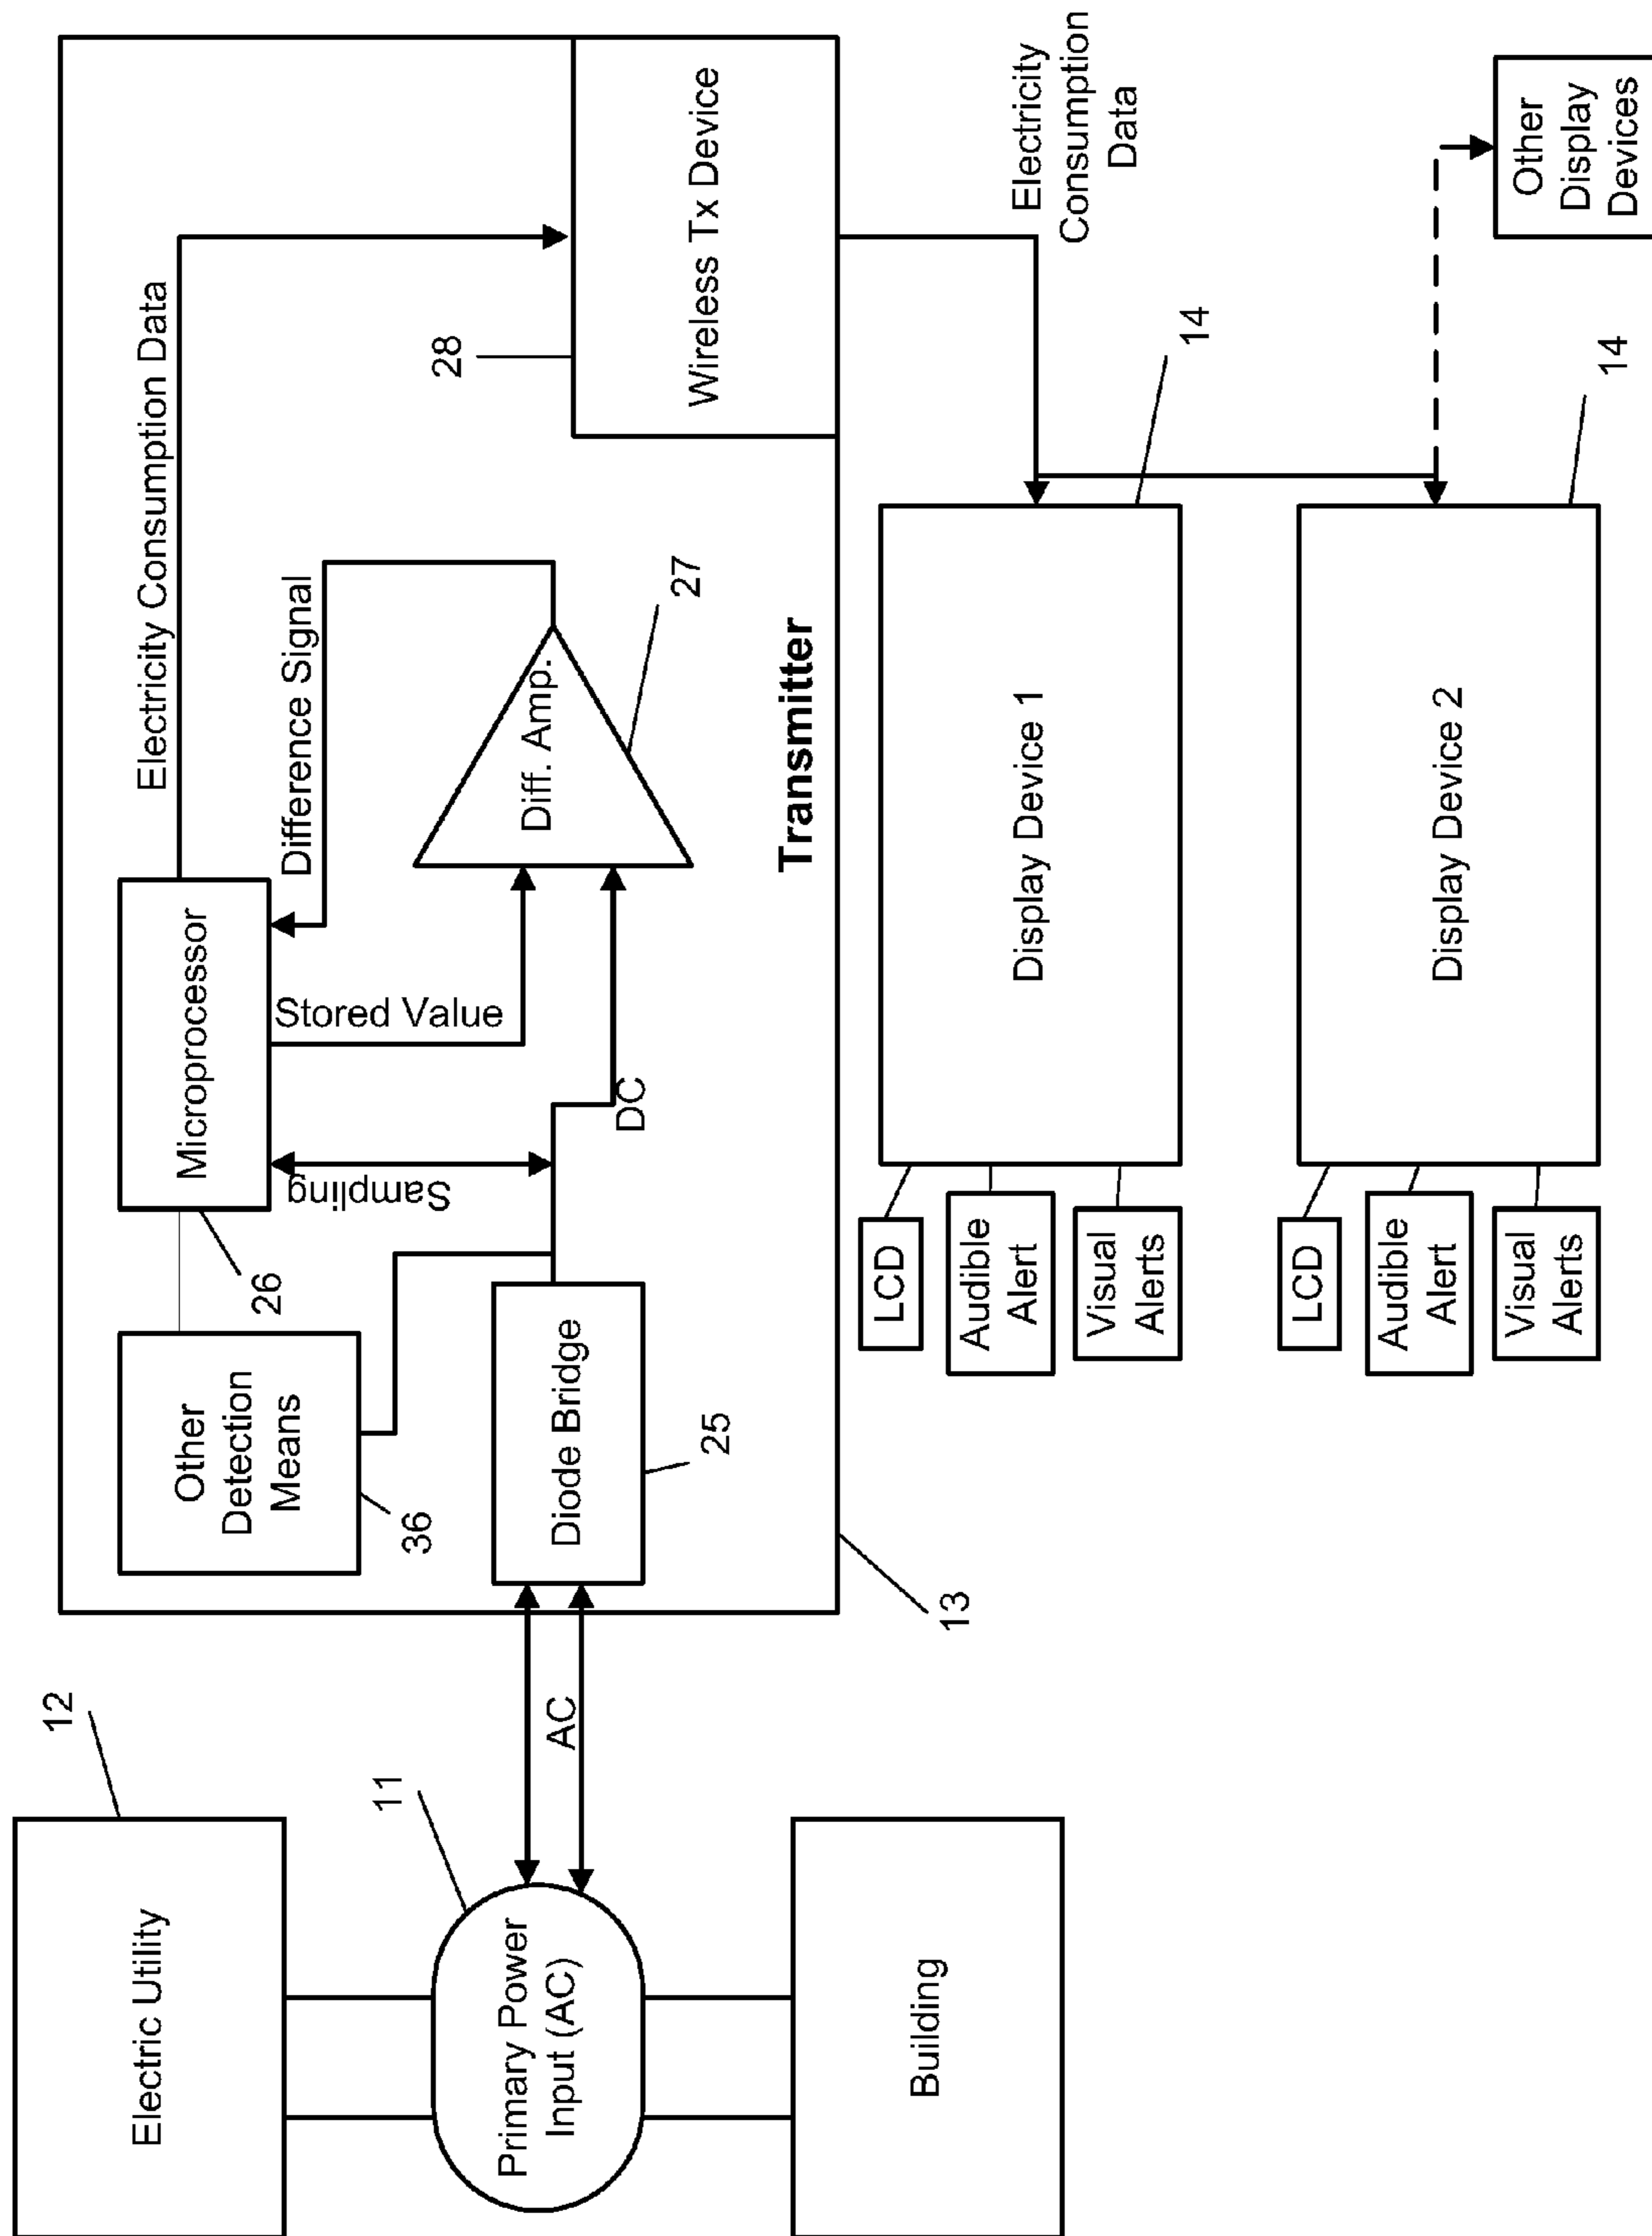 Electric Utility
12
Primary Power
Input (AC)
11
Building
AC
Other
Detection
Means
36
Diode Bridge
25
13
Microprocessor
26
Sampling
Stored Value
DC
Difference Signal
Diff. Amp.
27
Electricity Consumption Data
Transmitter
28
Wireless Tx Device
Electricity
Consumption
Data
LCD
Audible
Alert
Visual
Alerts
Display Device 1
14
LCD
Audible
Alert
Visual
Alerts
Display Device 2
14
Other
Display
Devices